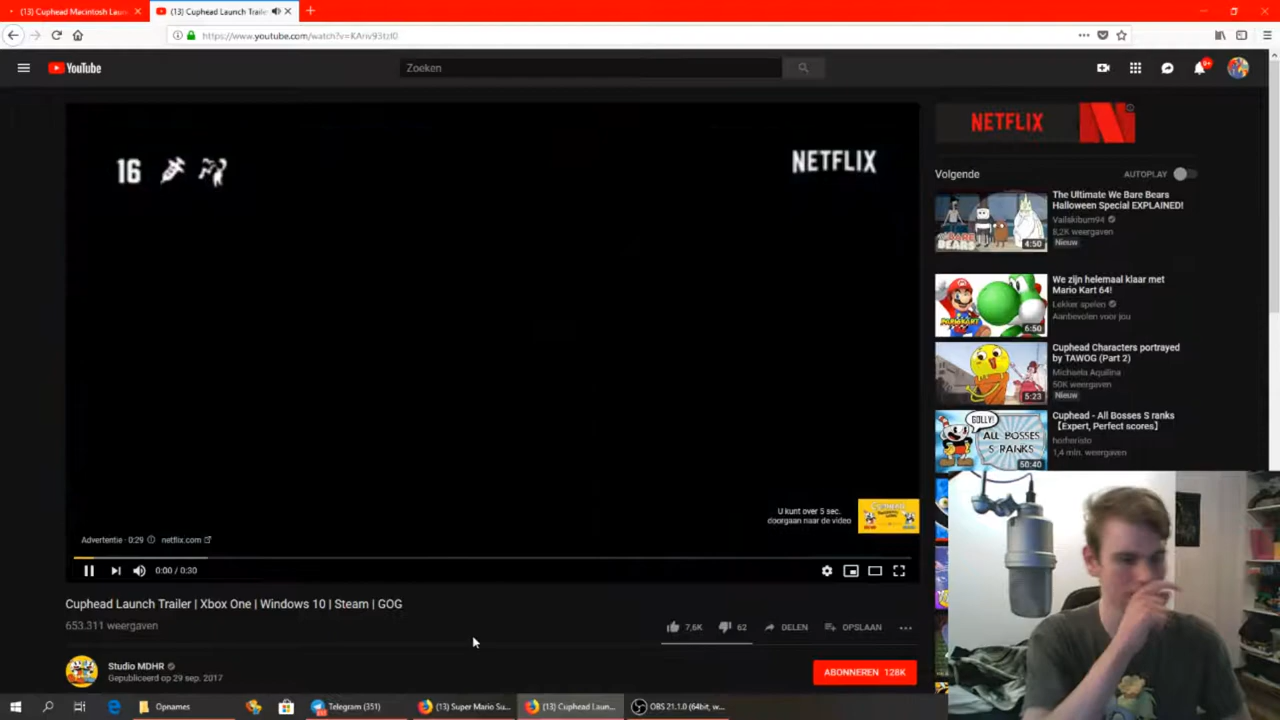 (13) Cuphead Macintosh Laun
(13) Cuphead Launch Traile
https://www.youtube.com/watch?v=KAriv93tzf0
YouTube
Zoeken
9+
16
NETFLIX
NETFLIX
Volgende
AUTOPLAY
The Ultimate We Bare Bears
Halloween Special EXPLAINED!
Vailskibum94
8,2K weergaven
Nieuw
4:50
We zijn helemaal klaar met
Mario Kart 64!
Lekker spelen
Aanbevolen voor jou
6:50
Cuphead Characters portrayed
by TAWOG (Part 2)
Michaela Aquilina
50K weergaven
Nieuw
5:23
Cuphead - All Bosses S ranks
【Expert, Perfect scores】
horheristo
1,4 mln. weergaven
GOLLY!
ALL BOSSES
S RANKS
50:40
U kunt over 5 sec.
doorgaan naar de video
Advertentie · 0:29
netflix.com
0:00 / 0:30
Cuphead Launch Trailer | Xbox One | Windows 10 | Steam | GOG
653.311 weergaven
7,6K
62
DELEN
OPSLAAN
Studio MDHR
Gepubliceerd op 29 sep. 2017
ABONNEREN 128K
Opnames
Telegram (351)
(13) Super Mario Su...
(13) Cuphead Laun...
OBS 21.1.0 (64bit, w...